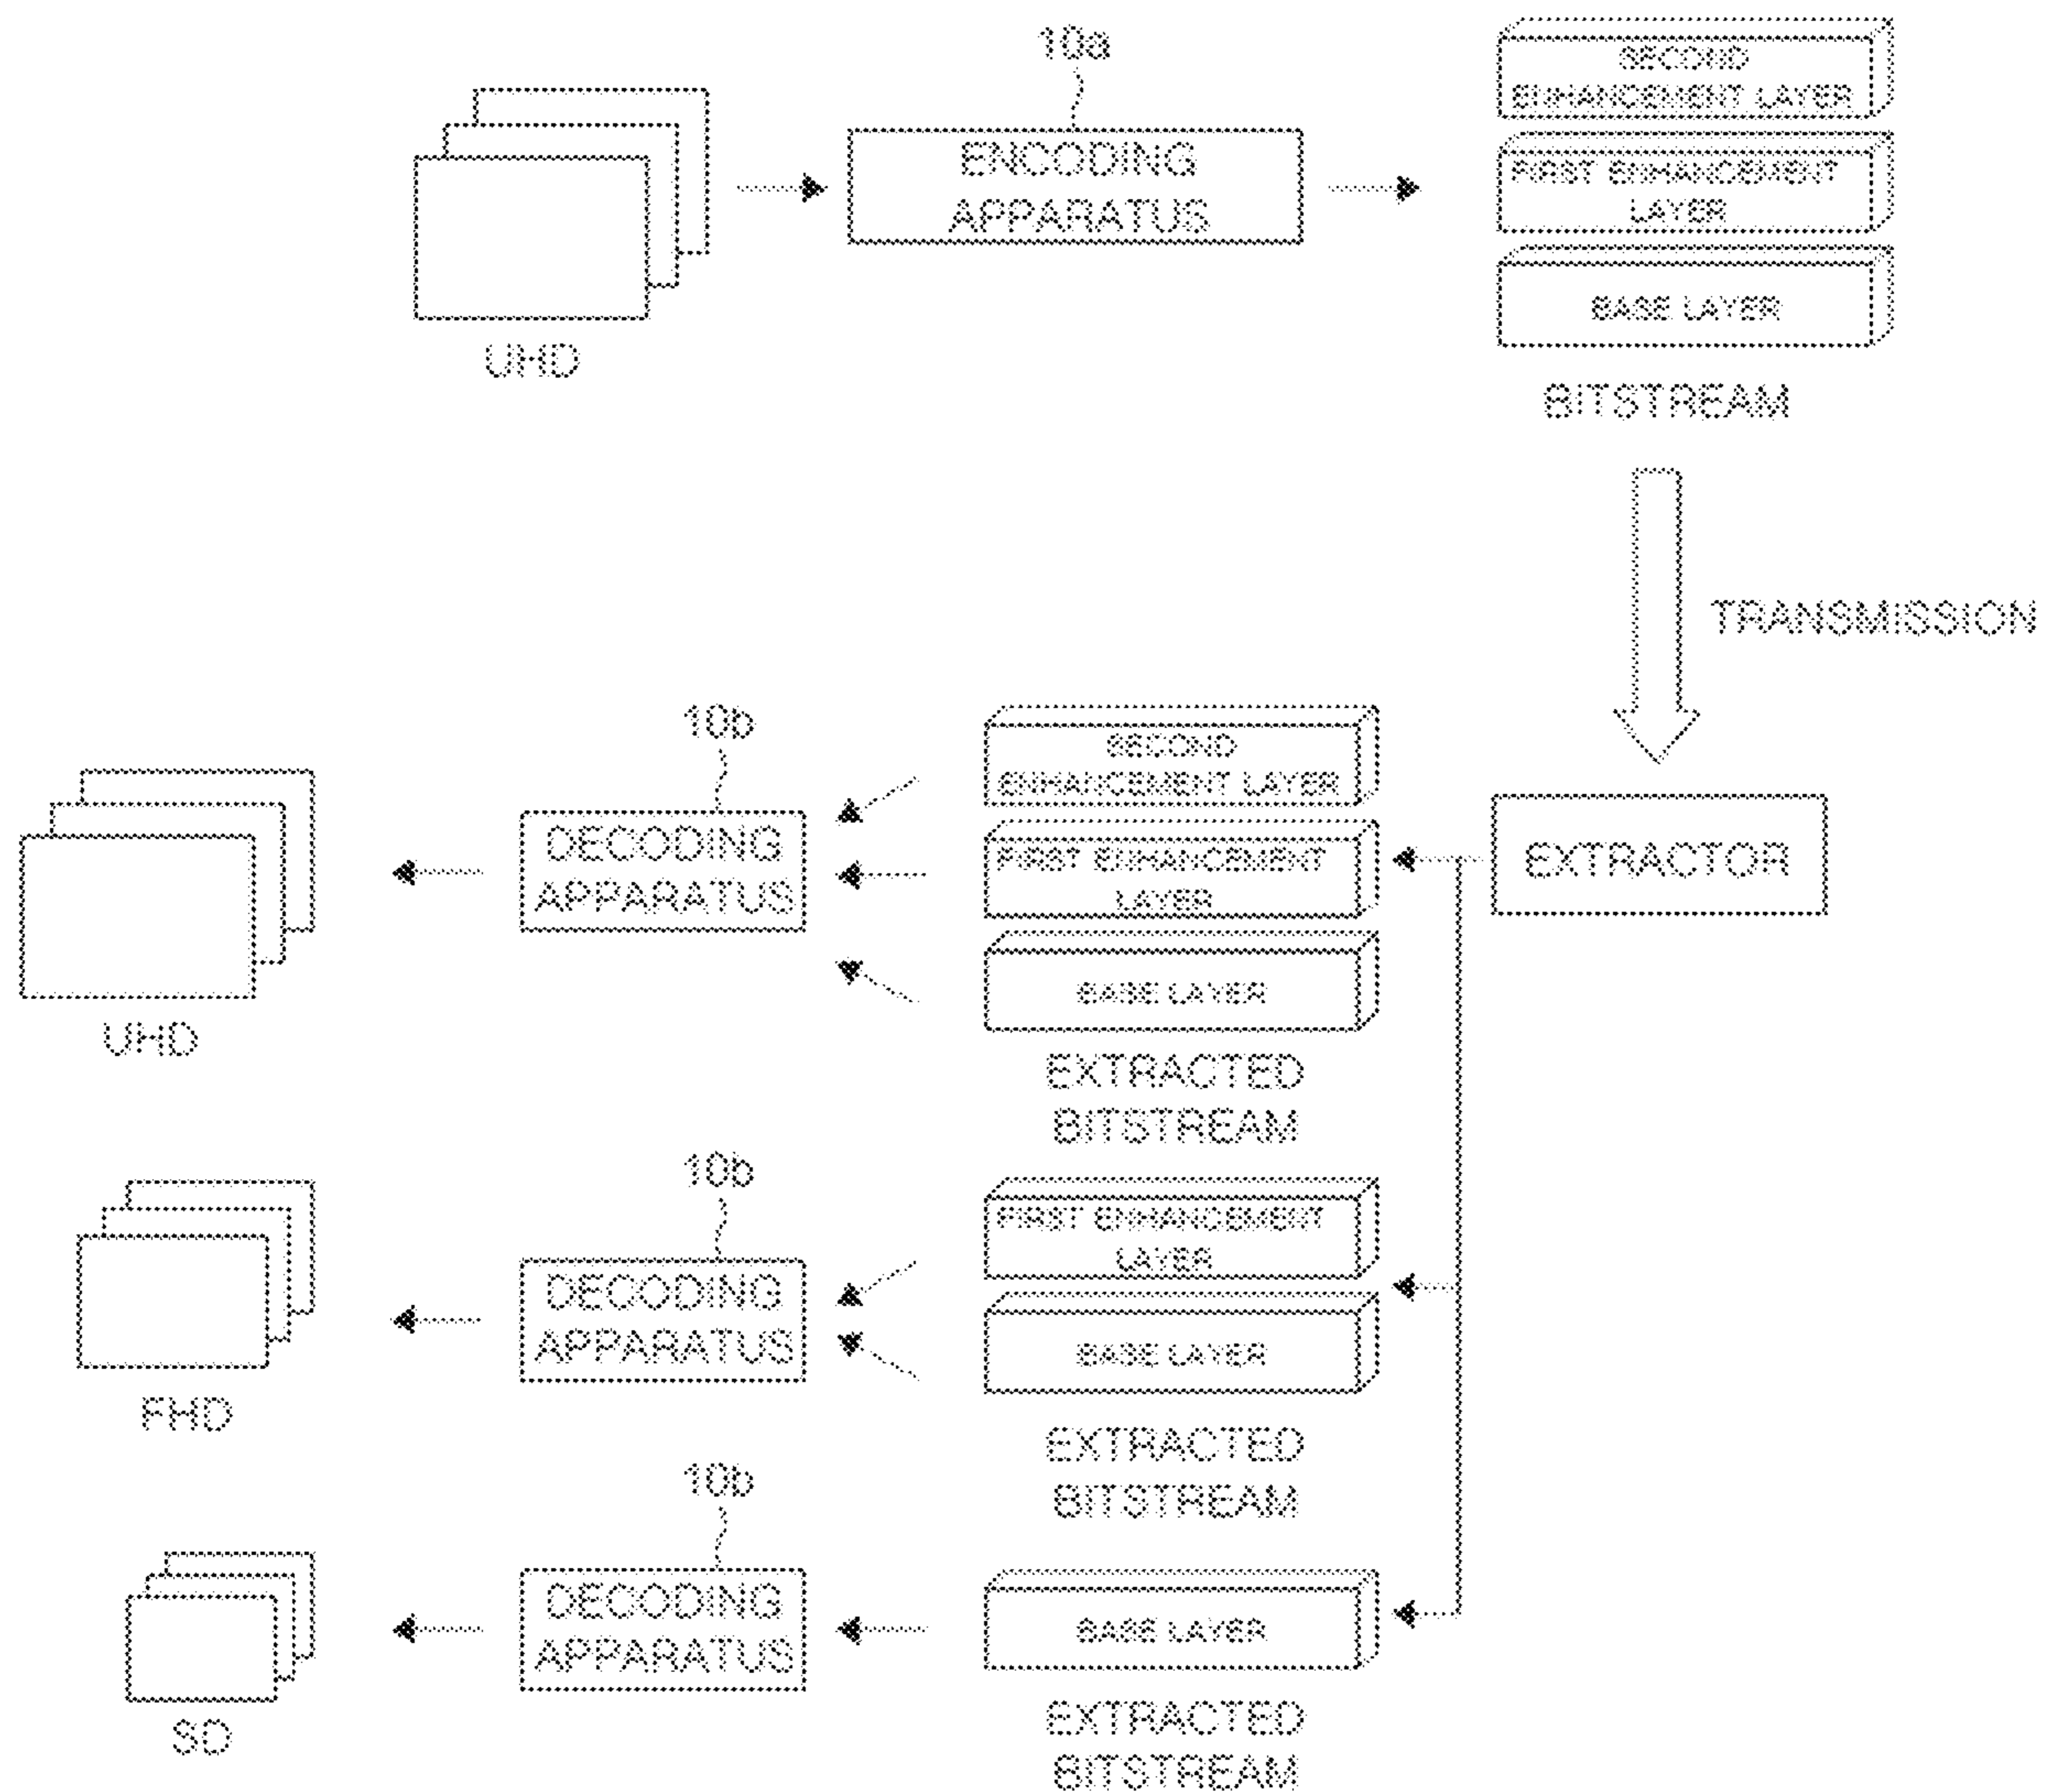 10a
SECOND
ENHANCEMENT LAYER
ENCODING
APPARATUS
FIRST ENHANCEMENT
LAYER
BASE LAYER
UHD
BITSTREAM
TRANSMISSION
10b
SECOND
ENHANCEMENT LAYER
DECODING
APPARATUS
FIRST ENHANCEMENT
LAYER
EXTRACTOR
BASE LAYER
UHD
EXTRACTED
BITSTREAM
10b
FIRST ENHANCEMENT
LAYER
DECODING
APPARATUS
BASE LAYER
FHD
EXTRACTED
BITSTREAM
10b
DECODING
APPARATUS
BASE LAYER
SD
EXTRACTED
BITSTREAM